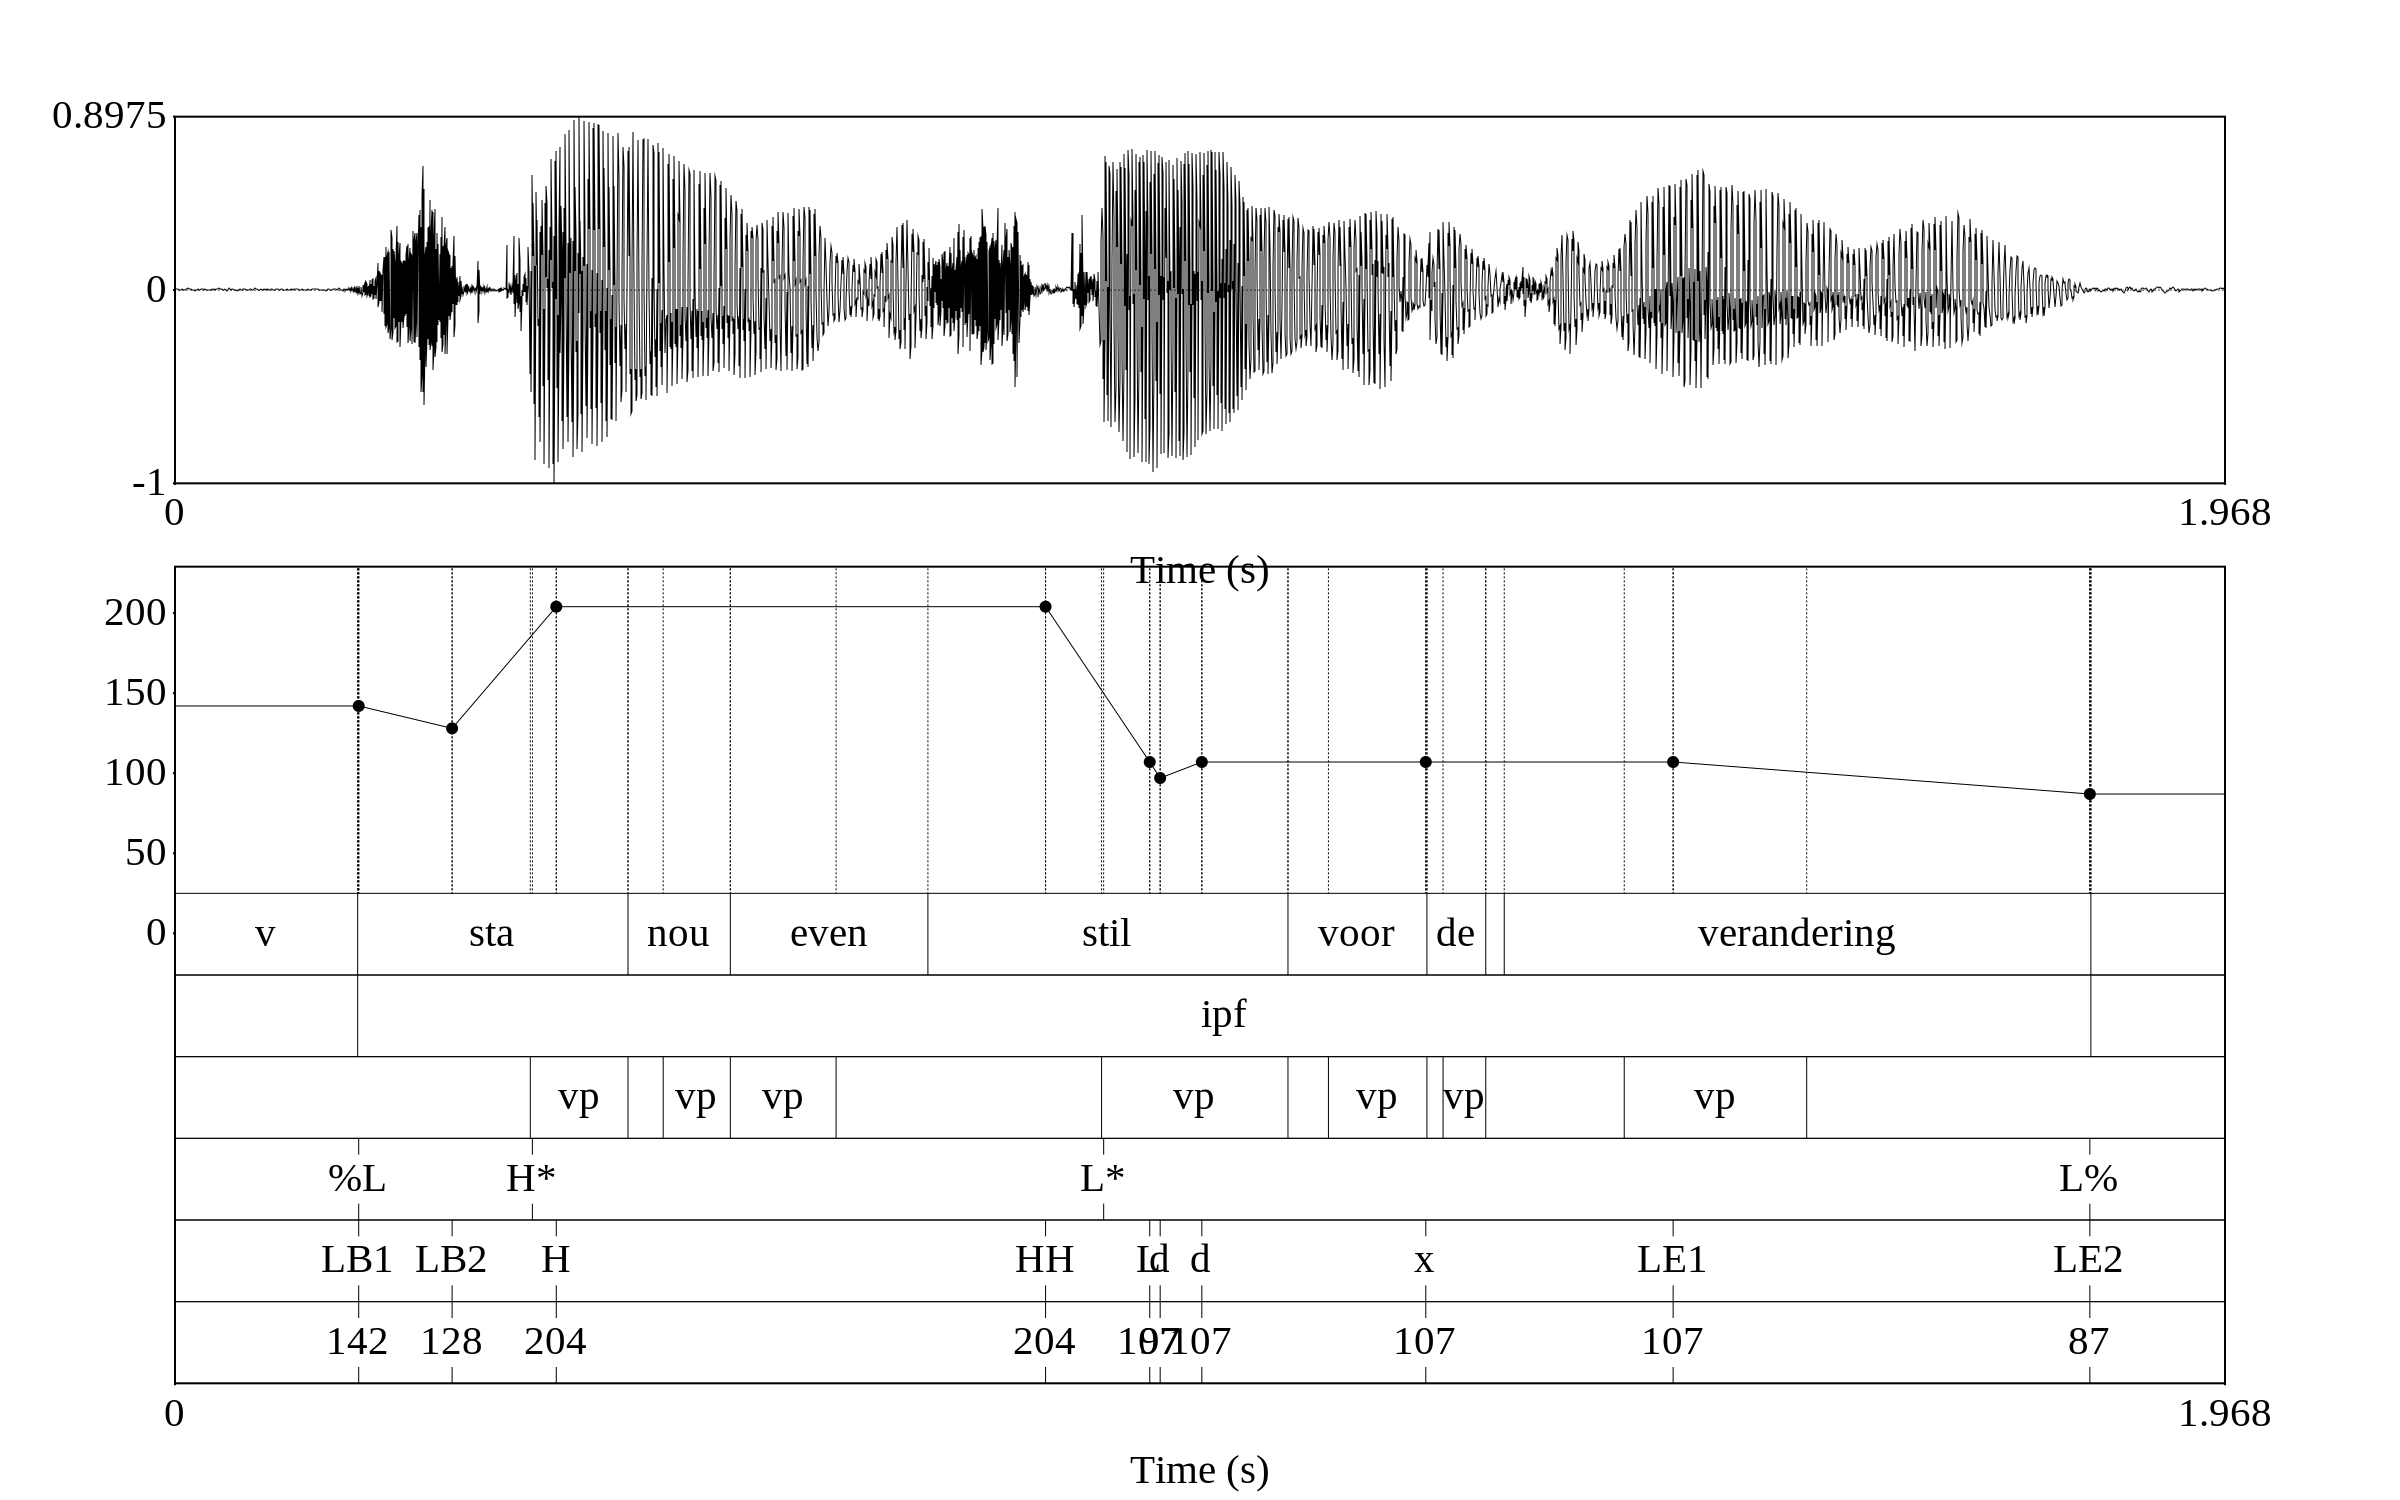 0.8975
0
-1
0 1.968
Time (s)
200
150
100
50
0
v sta nou even stil voor de verandering
ipf
vp vp vp vp vp vp vp
%L H* L* L%
LB1 LB2 H HH L d d x LE1 LE2
142 128 204 204 107 97 107 107 107 87
0 1.968
Time (s)